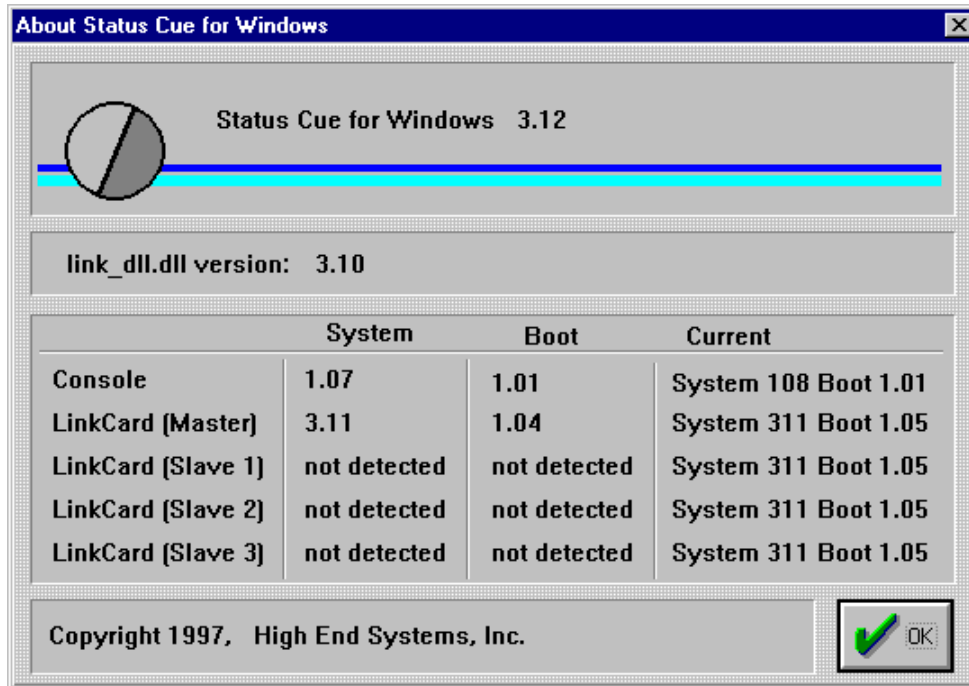 About Status Cue for Windows
Status Cue for Windows 3.12
link_dll.dll version: 3.10
System Boot Current
Console 1.07 1.01 System 108 Boot 1.01
LinkCard (Master) 3.11 1.04 System 311 Boot 1.05
LinkCard (Slave 1) not detected not detected System 311 Boot 1.05
LinkCard (Slave 2) not detected not detected System 311 Boot 1.05
LinkCard (Slave 3) not detected not detected System 311 Boot 1.05
Copyright 1997, High End Systems, Inc.
OK